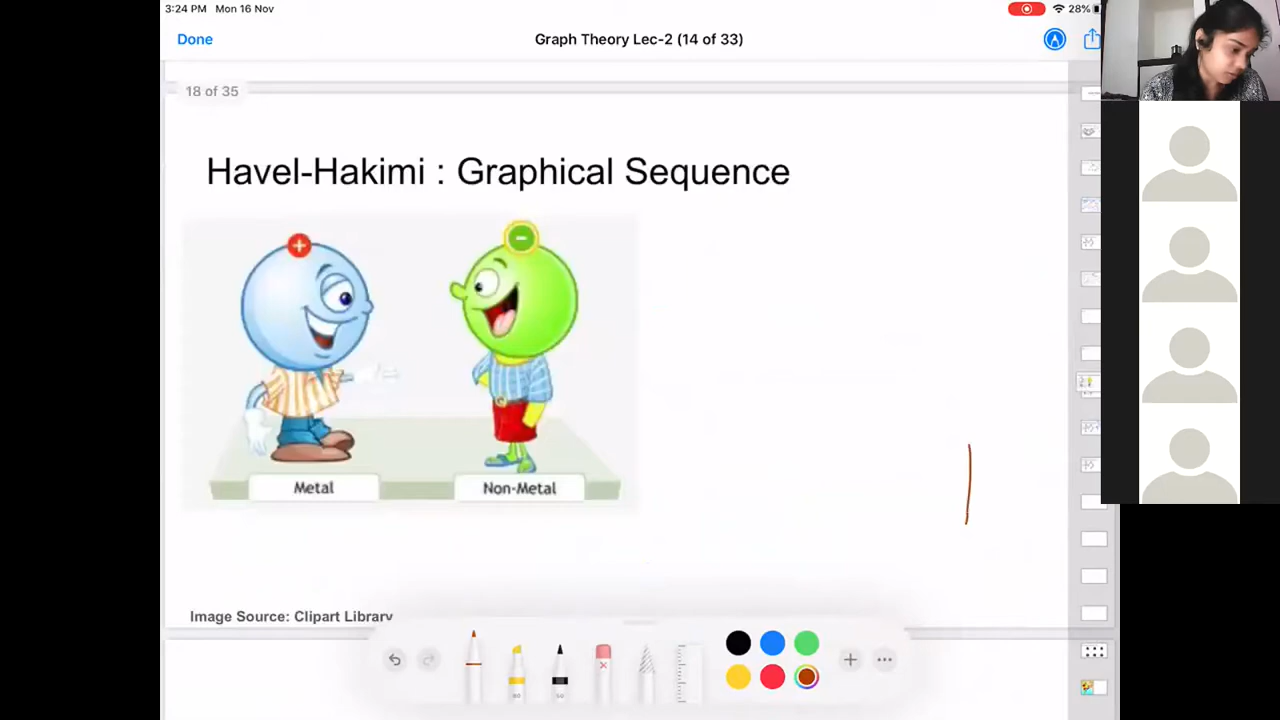 3:24 PM Mon 16 Nov
28%
Done
Graph Theory Lec-2 (14 of 33)
18 of 35
Havel-Hakimi : Graphical Sequence
+
-
Metal
Non-Metal
Image Source: Clipart Library